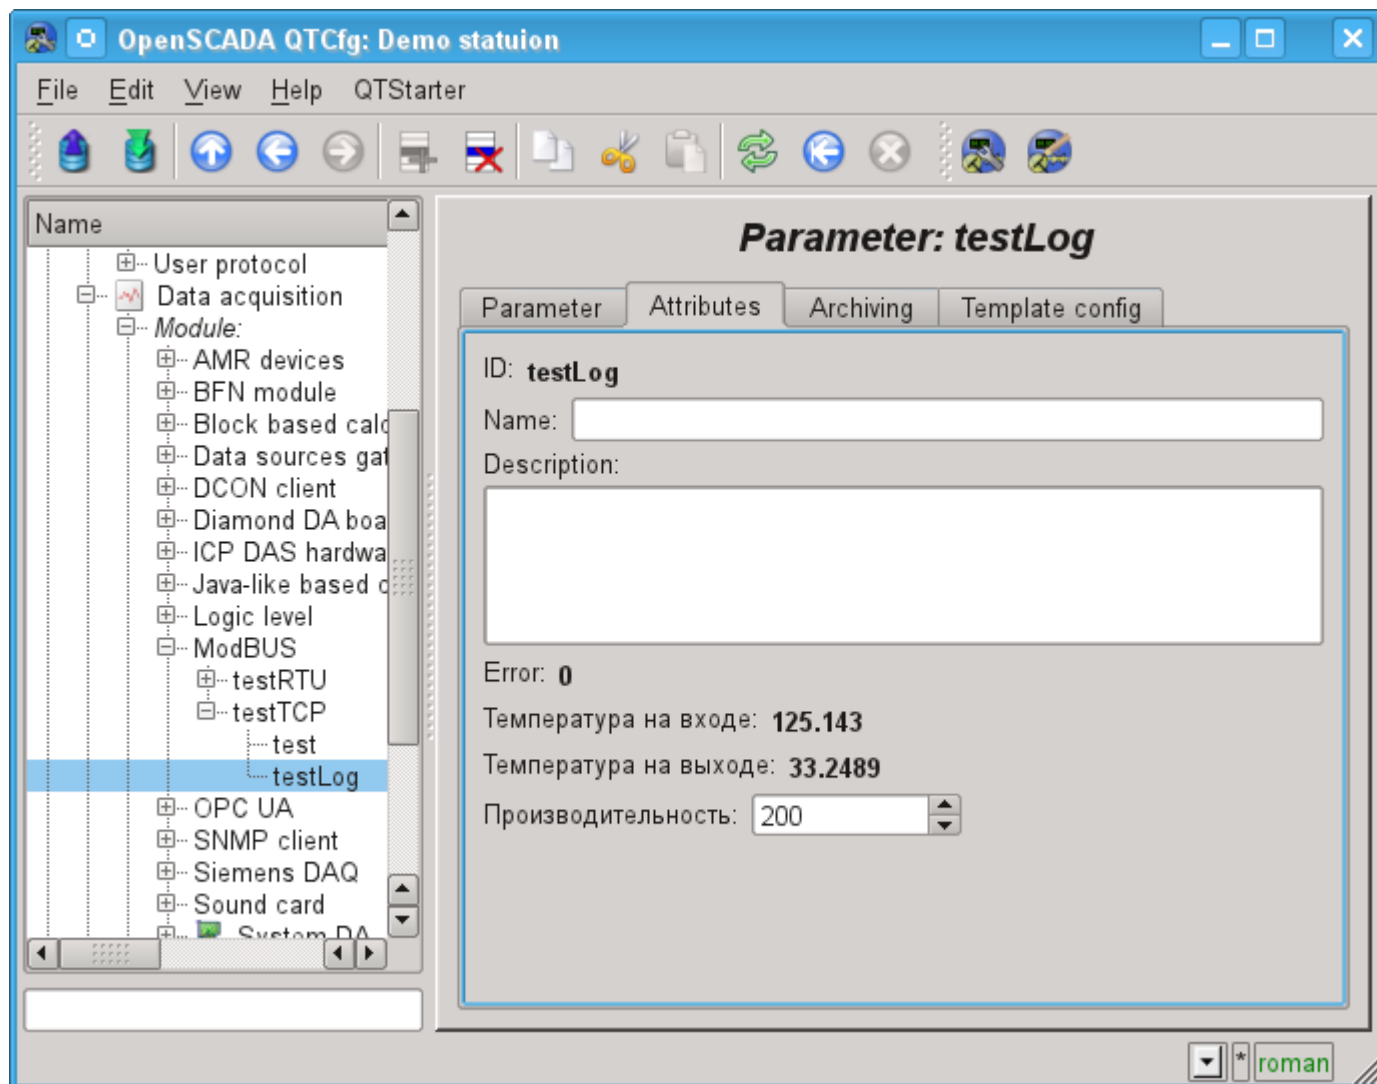 OpenSCADA QTCfg: Demo statuion
File Edit View Help QTStarter
Name
User protocol
Data acquisition
Module:
AMR devices
BFN module
Block based calc
Data sources gat
DCON client
Diamond DA boa
ICP DAS hardwa
Java-like based c
Logic level
ModBUS
testRTU
testTCP
test
testLog
OPC UA
SNMP client
Siemens DAQ
Sound card
System DA
Parameter: testLog
Parameter Attributes Archiving Template config
ID: testLog
Name:
Description:
Error: 0
Температура на входе: 125.143
Температура на выходе: 33.2489
Производительность: 200
* roman